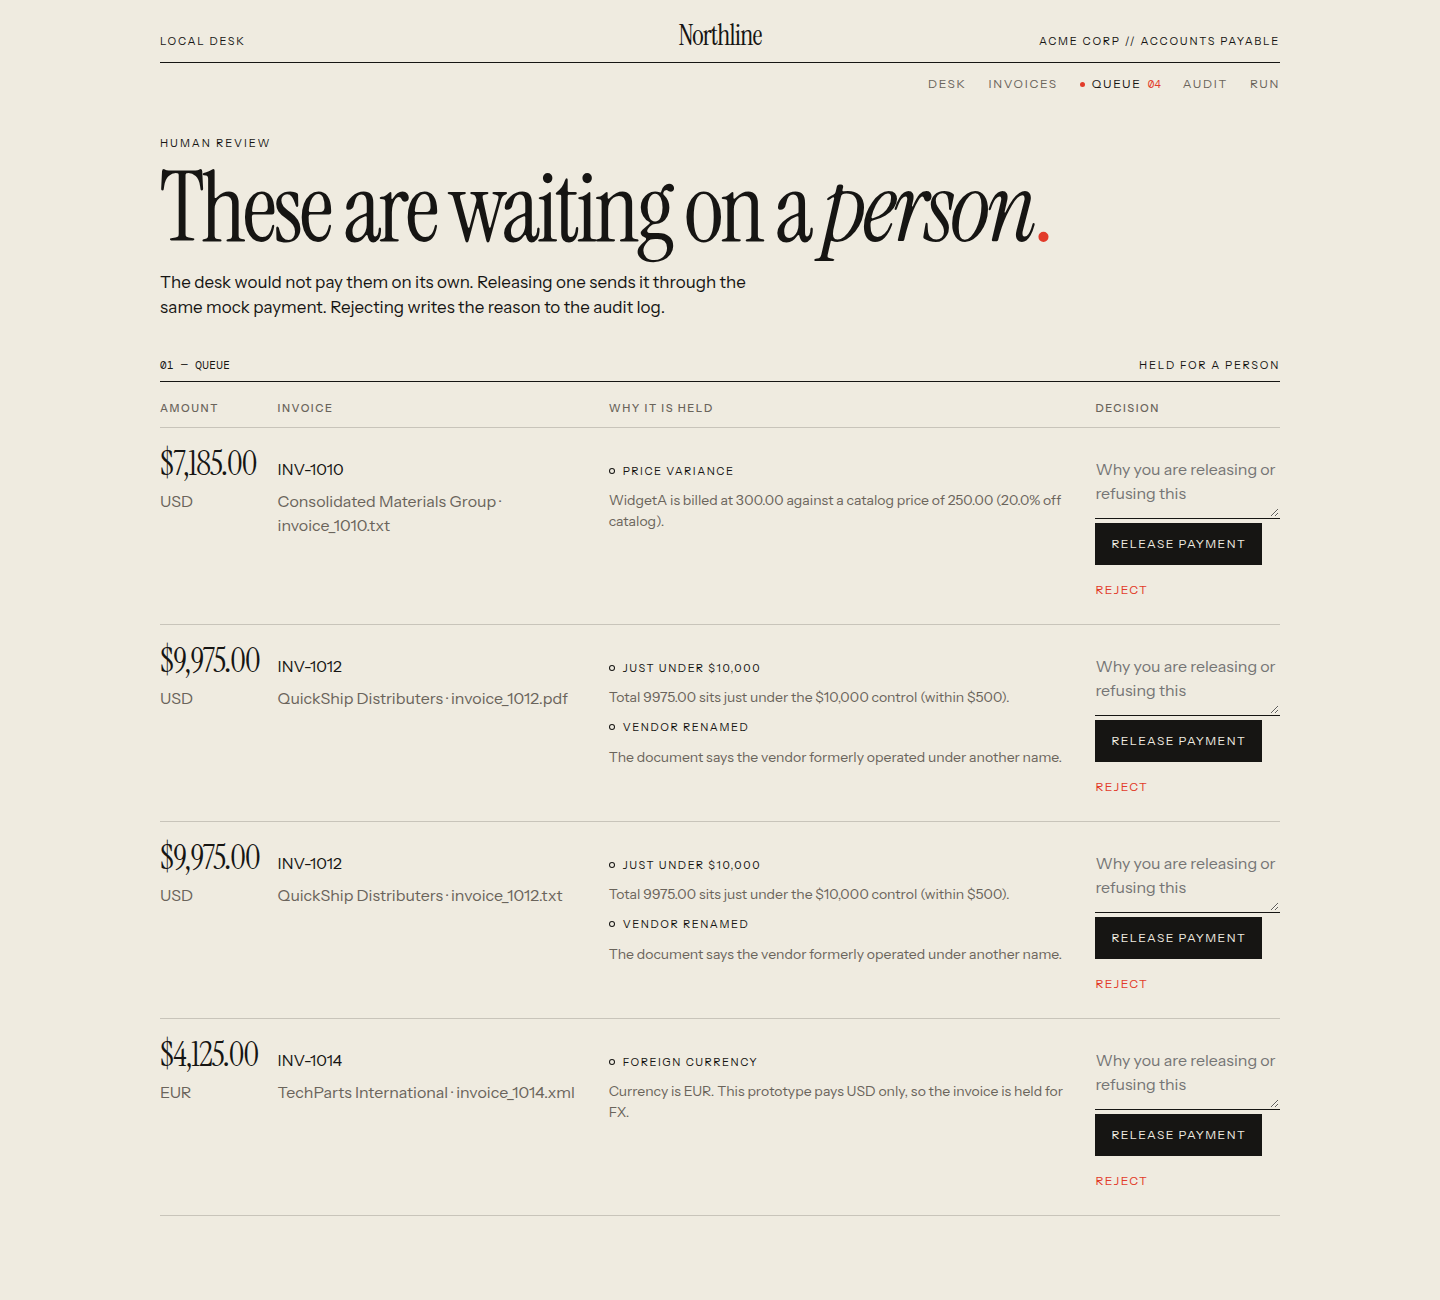 LOCAL DESK
Northline
ACME CORP // ACCOUNTS PAYABLE
DESK INVOICES QUEUE 04 AUDIT RUN
HUMAN REVIEW
These are waiting on a person.
The desk would not pay them on its own. Releasing one sends it through the
same mock payment. Rejecting writes the reason to the audit log.
01 — QUEUE
HELD FOR A PERSON
AMOUNT INVOICE WHY IT IS HELD DECISION
$7,185.00
USD
INV-1010
Consolidated Materials Group ·
invoice_1010.txt
PRICE VARIANCE
WidgetA is billed at 300.00 against a catalog price of 250.00 (20.0% off
catalog).
Why you are releasing or
refusing this
RELEASE PAYMENT
REJECT
$9,975.00
USD
INV-1012
QuickShip Distributers · invoice_1012.pdf
JUST UNDER $10,000
Total 9975.00 sits just under the $10,000 control (within $500).
VENDOR RENAMED
The document says the vendor formerly operated under another name.
Why you are releasing or
refusing this
RELEASE PAYMENT
REJECT
$9,975.00
USD
INV-1012
QuickShip Distributers · invoice_1012.txt
JUST UNDER $10,000
Total 9975.00 sits just under the $10,000 control (within $500).
VENDOR RENAMED
The document says the vendor formerly operated under another name.
Why you are releasing or
refusing this
RELEASE PAYMENT
REJECT
$4,125.00
EUR
INV-1014
TechParts International · invoice_1014.xml
FOREIGN CURRENCY
Currency is EUR. This prototype pays USD only, so the invoice is held for
FX.
Why you are releasing or
refusing this
RELEASE PAYMENT
REJECT